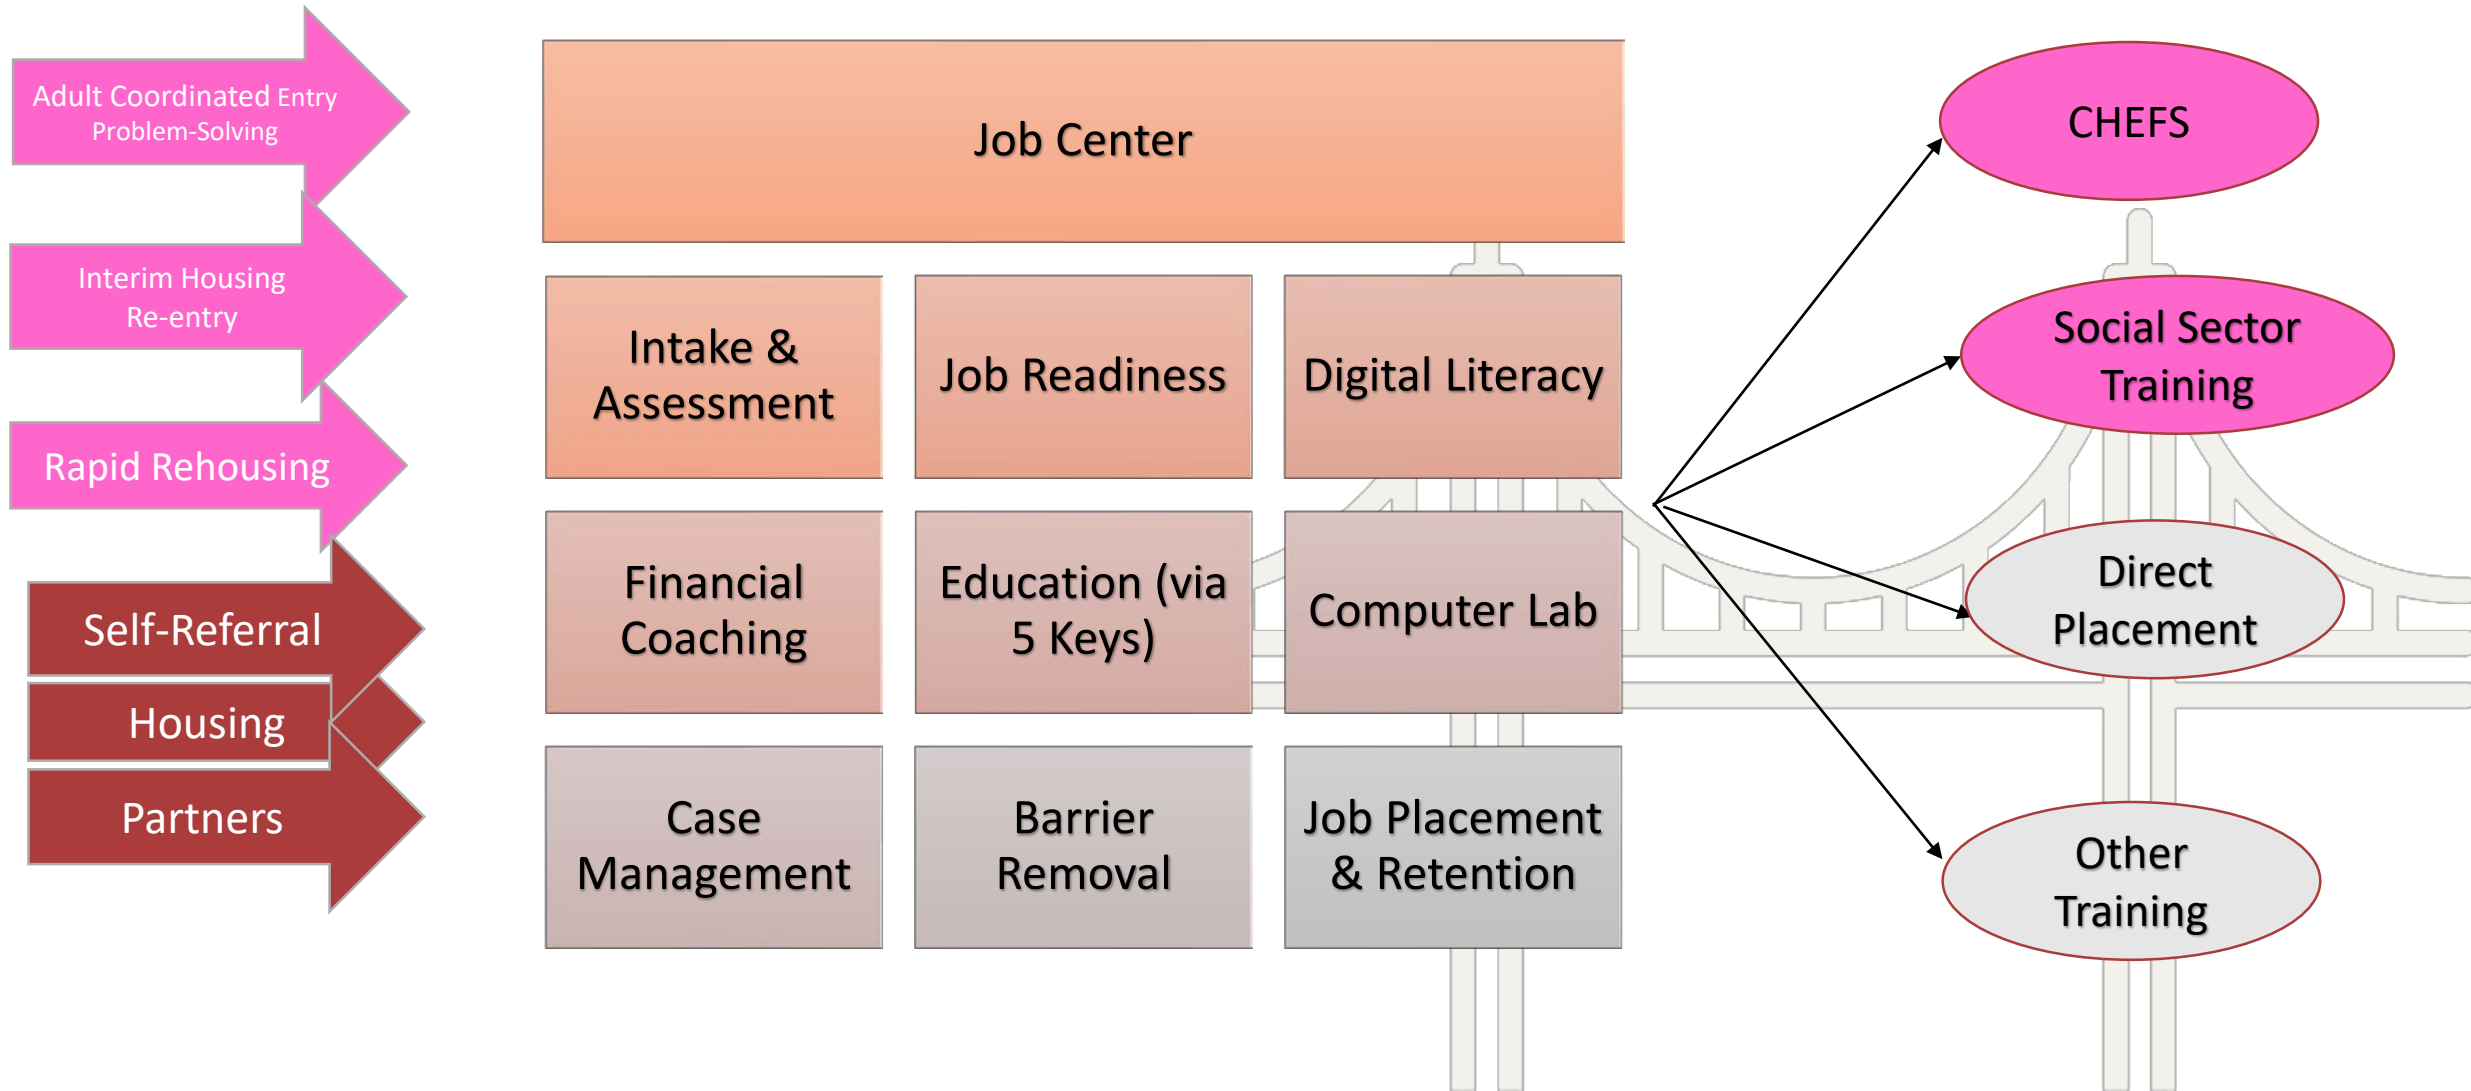 Adult Coordinated Entry
Problem-Solving
Interim Housing
Re-entry
Rapid Rehousing
Self-Referral
Housing
Partners
Job Center
Intake &
Assessment
Job Readiness
Digital Literacy
Financial
Coaching
Education (via
5 Keys)
Computer Lab
Case
Management
Barrier
Removal
Job Placement
& Retention
CHEFS
Social Sector
Training
Direct
Placement
Other
Training